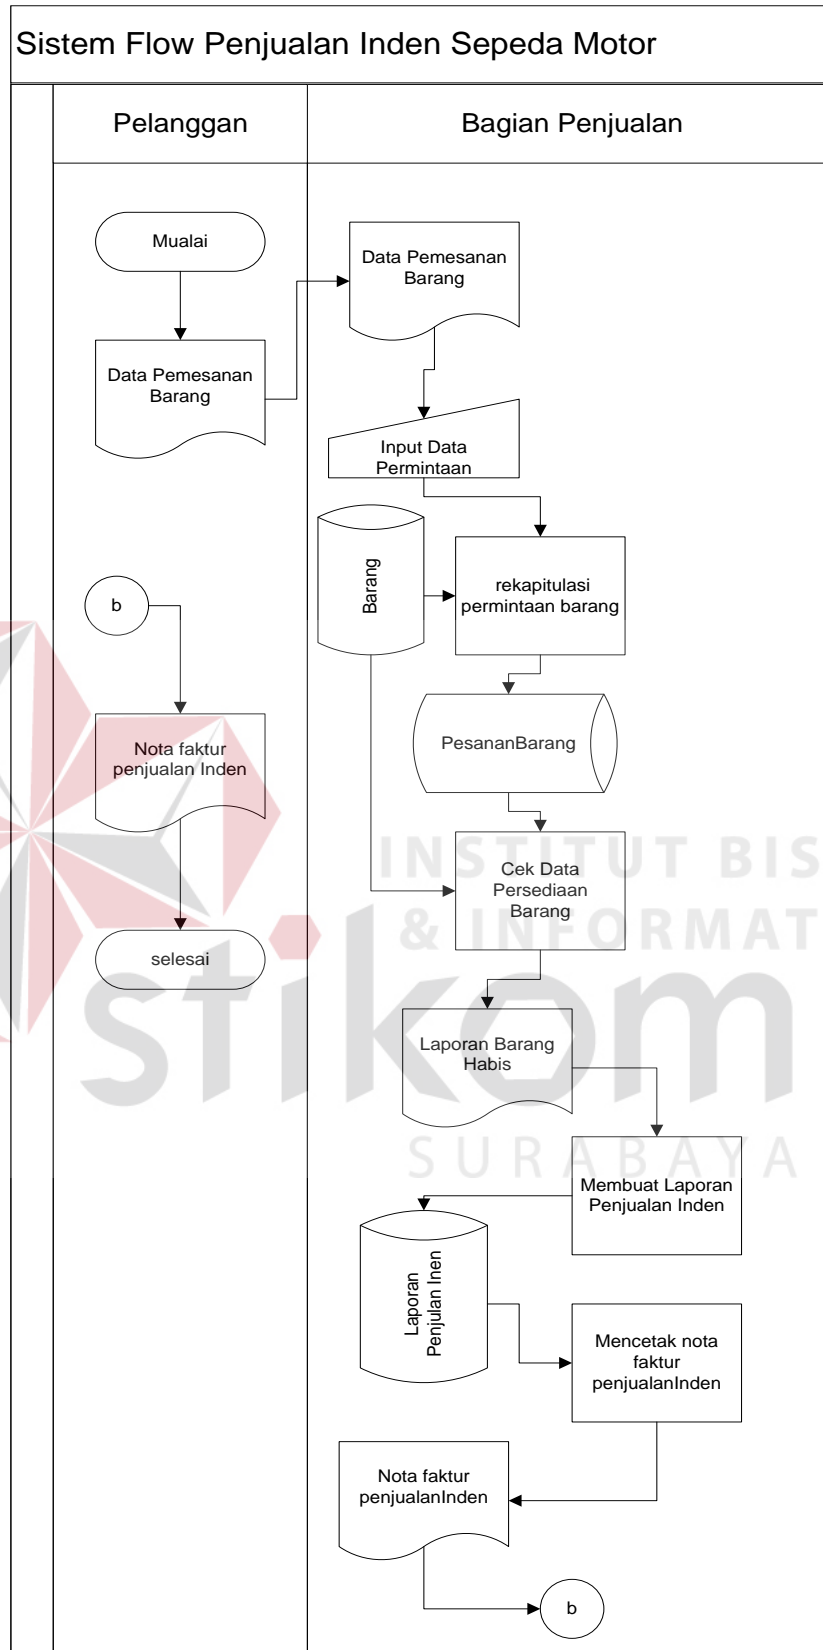 Sistem Flow Penjualan Inden Sepeda Motor
Pelanggan
Bagian Penjualan
Mualai
Data Pemesanan
Barang
Data Pemesanan
Barang
Input Data
Permintaan
Barang
rekapitulasi
permintaan barang
b
PesananBarang
Nota faktur
penjualan Inden
Cek Data
Persediaan
Barang
selesai
Laporan Barang
Habis
Membuat Laporan
Penjualan Inden
Laporan
Penjulan Inen
Mencetak nota
faktur
penjualanInden
Nota faktur
penjualanInden
b
INSTITUT BIS
& INFORMAT
stikom
SURABAYA